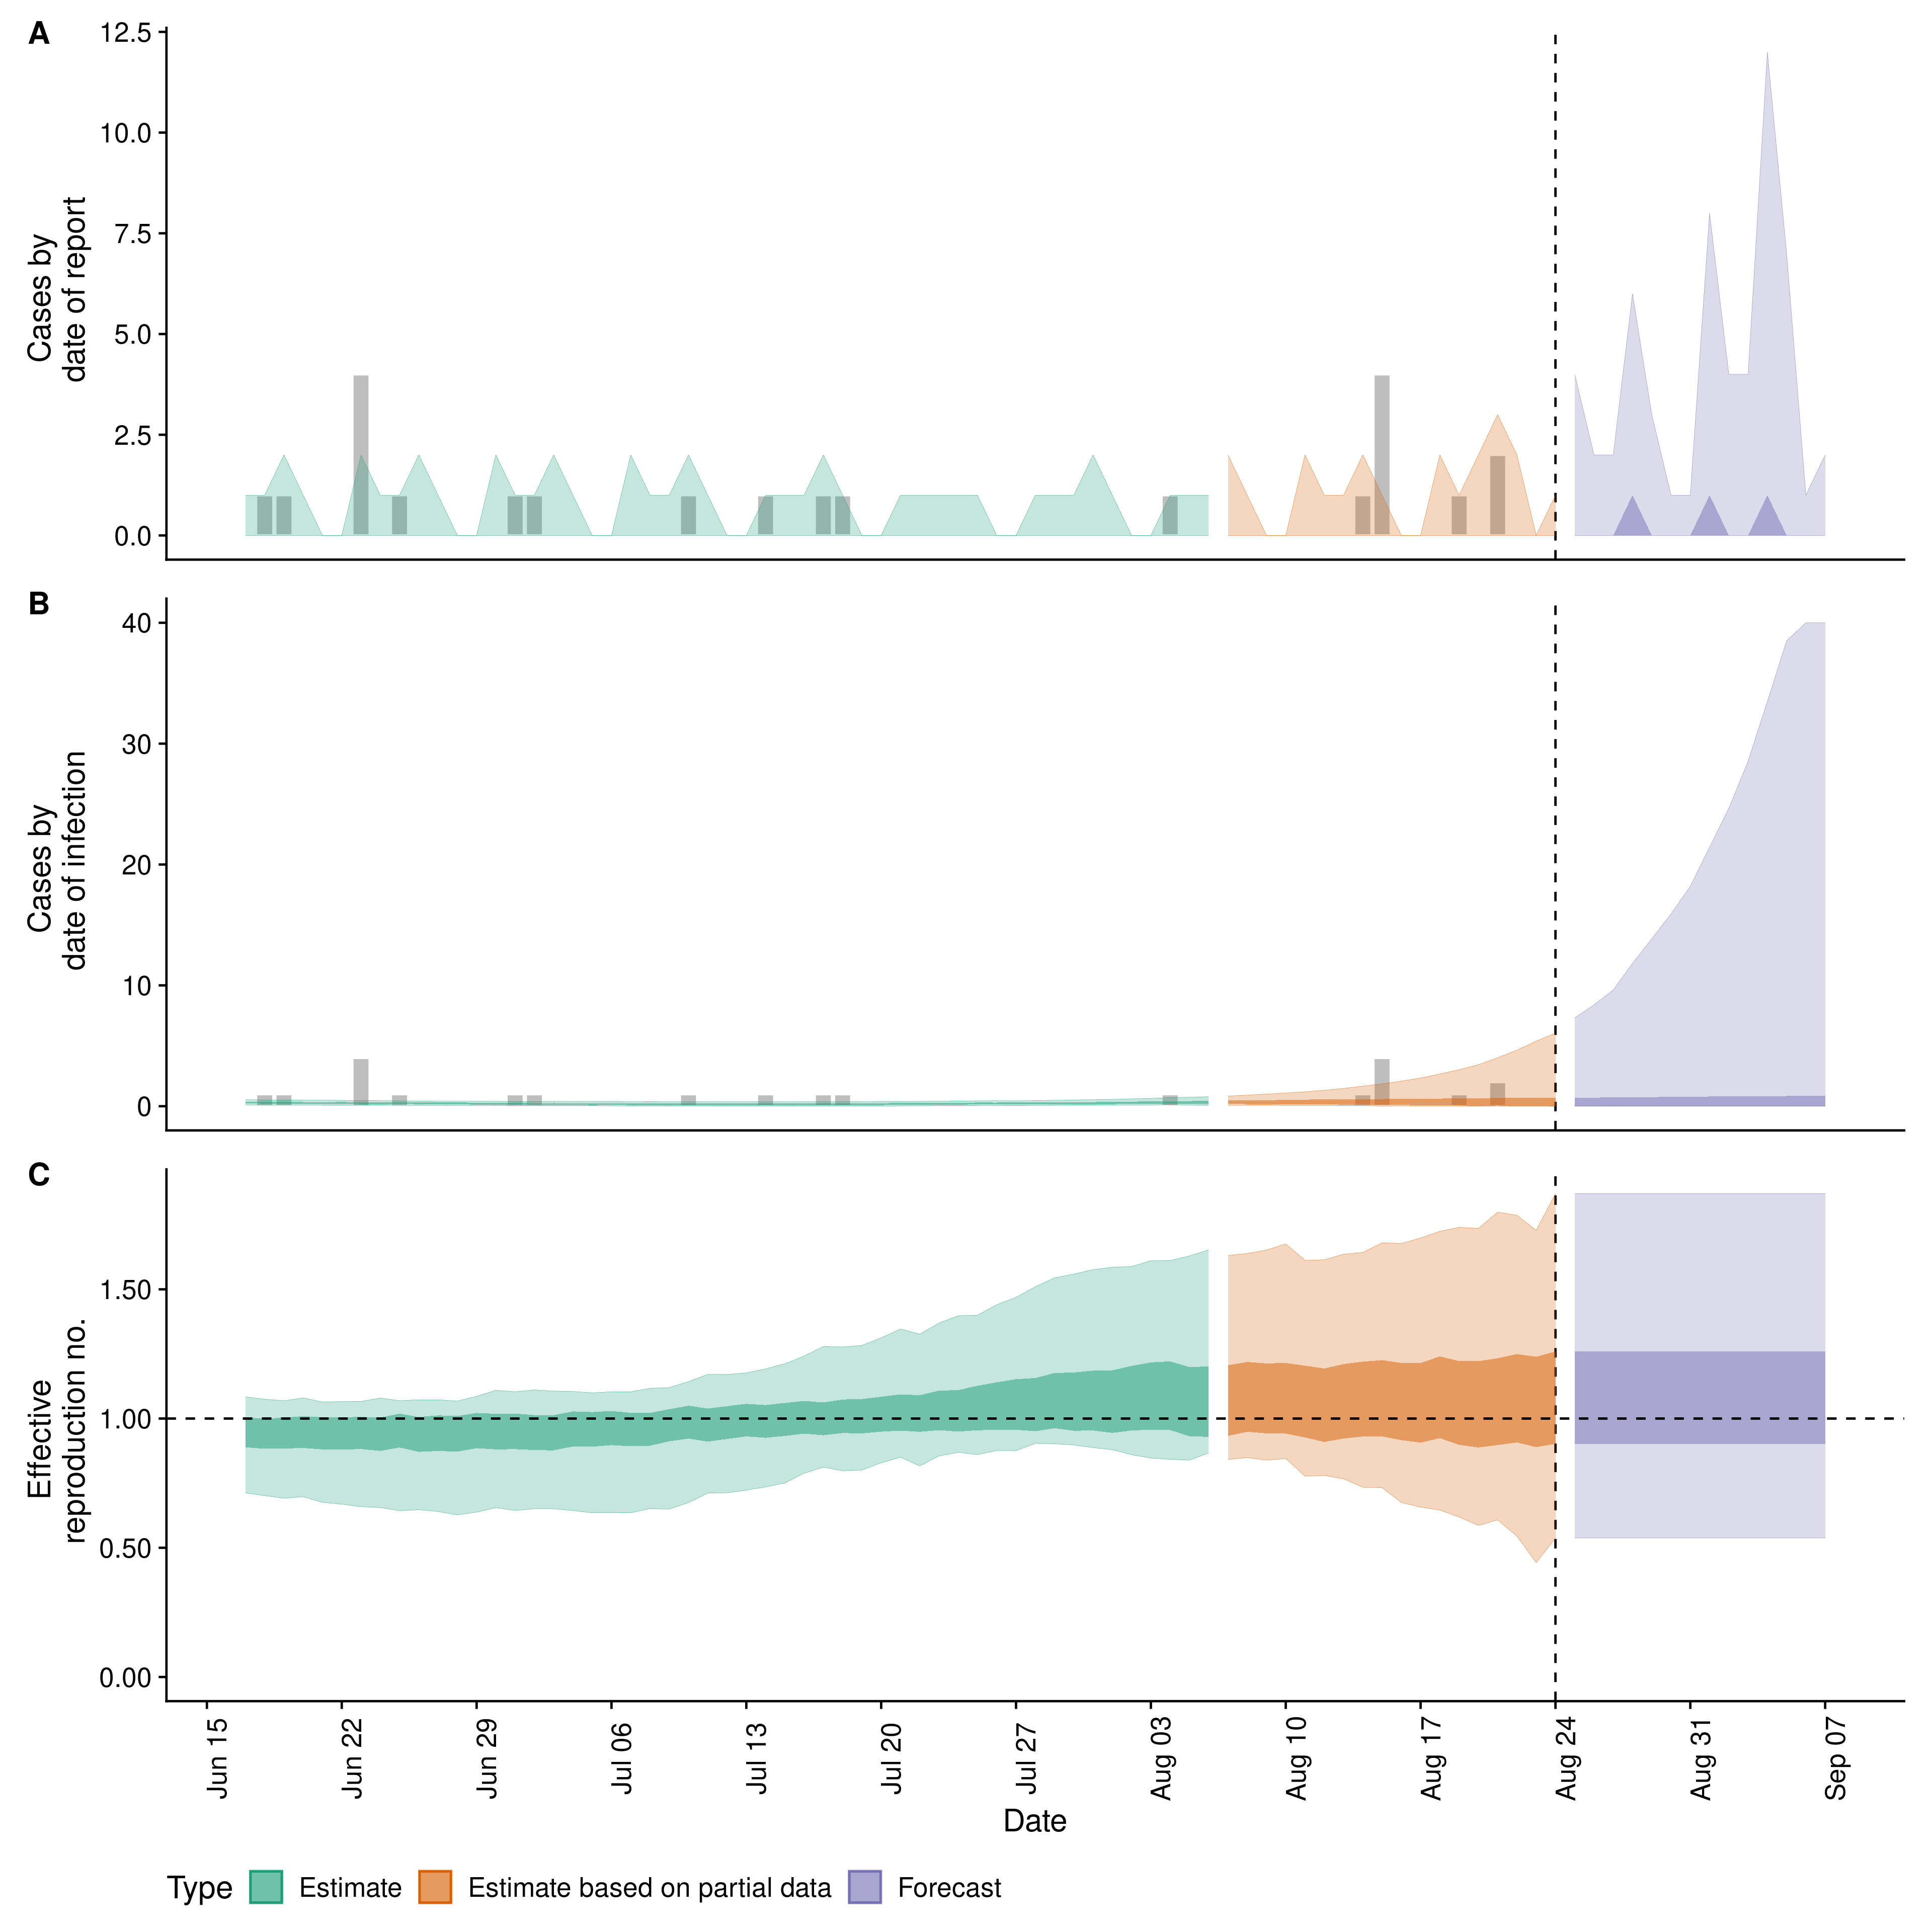 A
12.5
10.0
7.5
5.0
2.5
0.0
Cases by
date of report
B
40
30
20
10
0
Cases by
date of infection
C
1.50
1.00
0.50
0.00
Effective
reproduction no.
Jun 15
Jun 22
Jun 29
Jul 06
Jul 13
Jul 20
Jul 27
Aug 03
Aug 10
Aug 17
Aug 24
Aug 31
Sep 07
Date
Type Estimate Estimate based on partial data Forecast